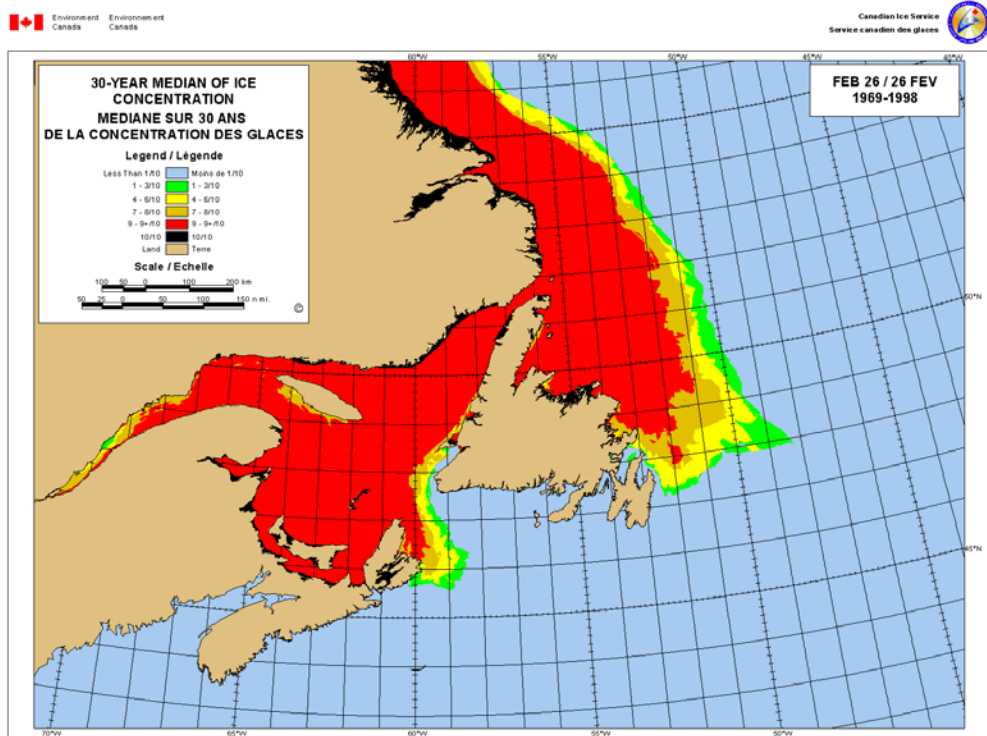 Environment Environnement
Canada Canada
Canadian Ice Service
Service canadien des glaces
60°W 55°W 50°W 45°W 40°W
30-YEAR MEDIAN OF ICE
CONCENTRATION
MEDIANE SUR 30 ANS
DE LA CONCENTRATION DES GLACES
FEB 26 / 26 FEV
1969-1998
Legend / Légende
Less Than 1/10 Moins de 1/10
1 - 3/10 1 - 3/10
4 - 6/10 4 - 6/10
7 - 8/10 7 - 8/10
9 - 9+/10 9 - 9+/10
10/10 10/10
Land Terre
Scale / Echelle
100 50 0 100 200 km
50 25 0 50 100 150 n mi.
©
50°N
45°N
70°W 65°W 60°W 55°W 50°W